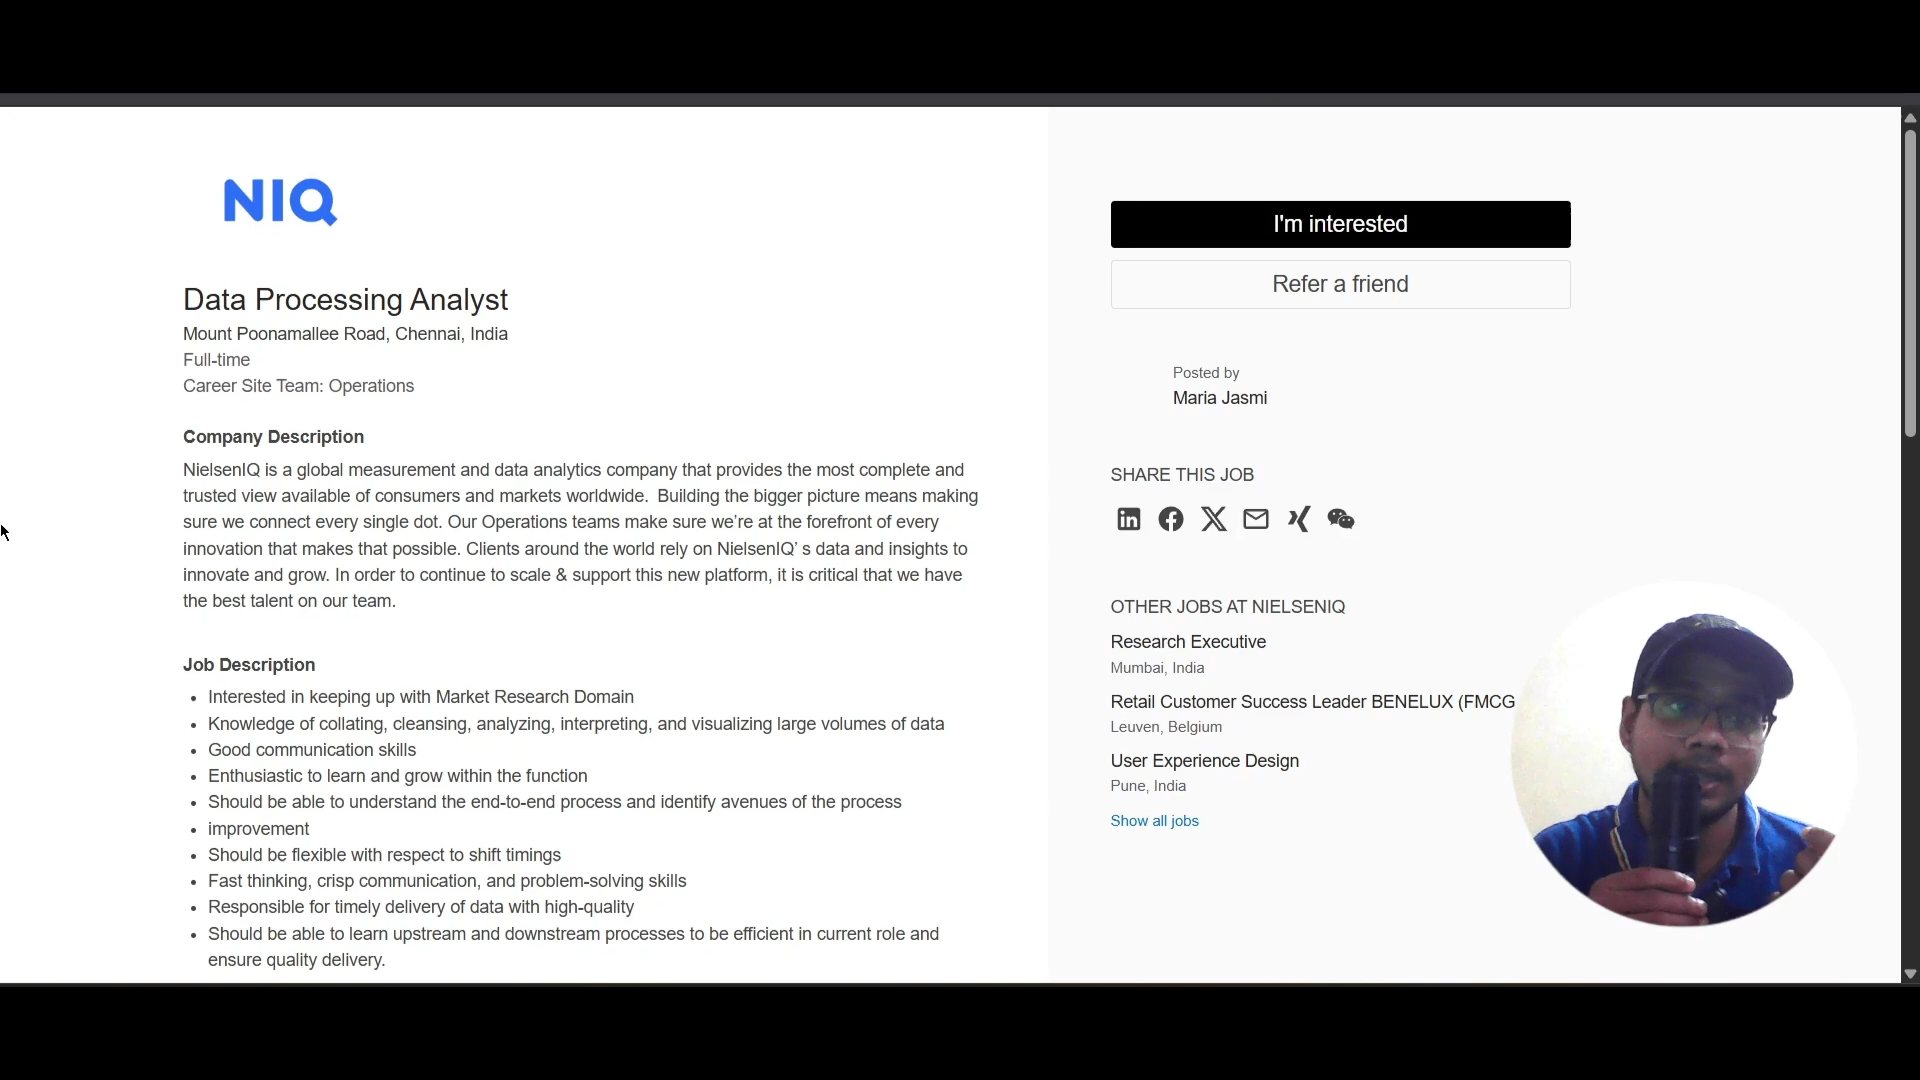 NIQ
Data Processing Analyst
Mount Poonamallee Road, Chennai, India
Full-time
Career Site Team: Operations
Company Description
NielsenIQ is a global measurement and data analytics company that provides the most complete and
trusted view available of consumers and markets worldwide.  Building the bigger picture means making
sure we connect every single dot. Our Operations teams make sure we’re at the forefront of every
innovation that makes that possible. Clients around the world rely on NielsenIQ’ s data and insights to
innovate and grow. In order to continue to scale & support this new platform, it is critical that we have
the best talent on our team.
Job Description
• Interested in keeping up with Market Research Domain
• Knowledge of collating, cleansing, analyzing, interpreting, and visualizing large volumes of data
• Good communication skills
• Enthusiastic to learn and grow within the function
• Should be able to understand the end-to-end process and identify avenues of the process
• improvement
• Should be flexible with respect to shift timings
• Fast thinking, crisp communication, and problem-solving skills
• Responsible for timely delivery of data with high-quality
• Should be able to learn upstream and downstream processes to be efficient in current role and
ensure quality delivery.
I'm interested
Refer a friend
Posted by
Maria Jasmi
SHARE THIS JOB
OTHER JOBS AT NIELSENIQ
Research Executive
Mumbai, India
Retail Customer Success Leader BENELUX (FMCG
Leuven, Belgium
User Experience Design
Pune, India
Show all jobs